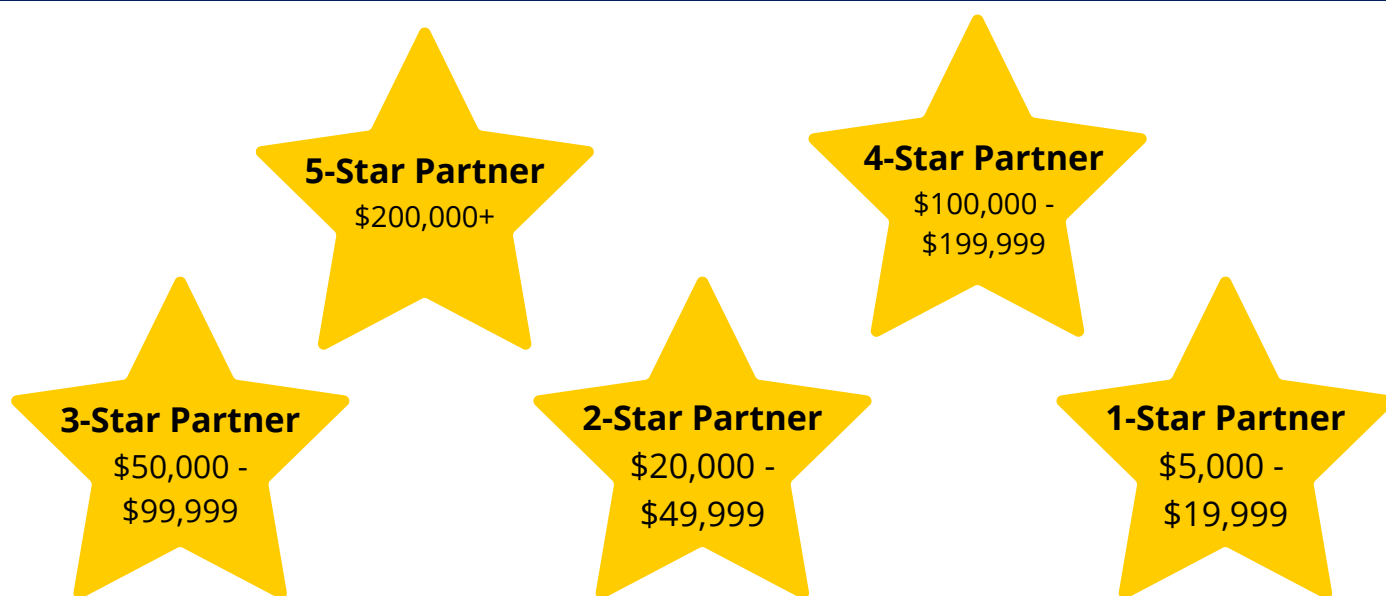 5-Star Partner
$200,000+
4-Star Partner
$100,000 -
$199,999
3-Star Partner
$50,000 -
$99,999
2-Star Partner
$20,000 -
$49,999
1-Star Partner
$5,000 -
$19,999